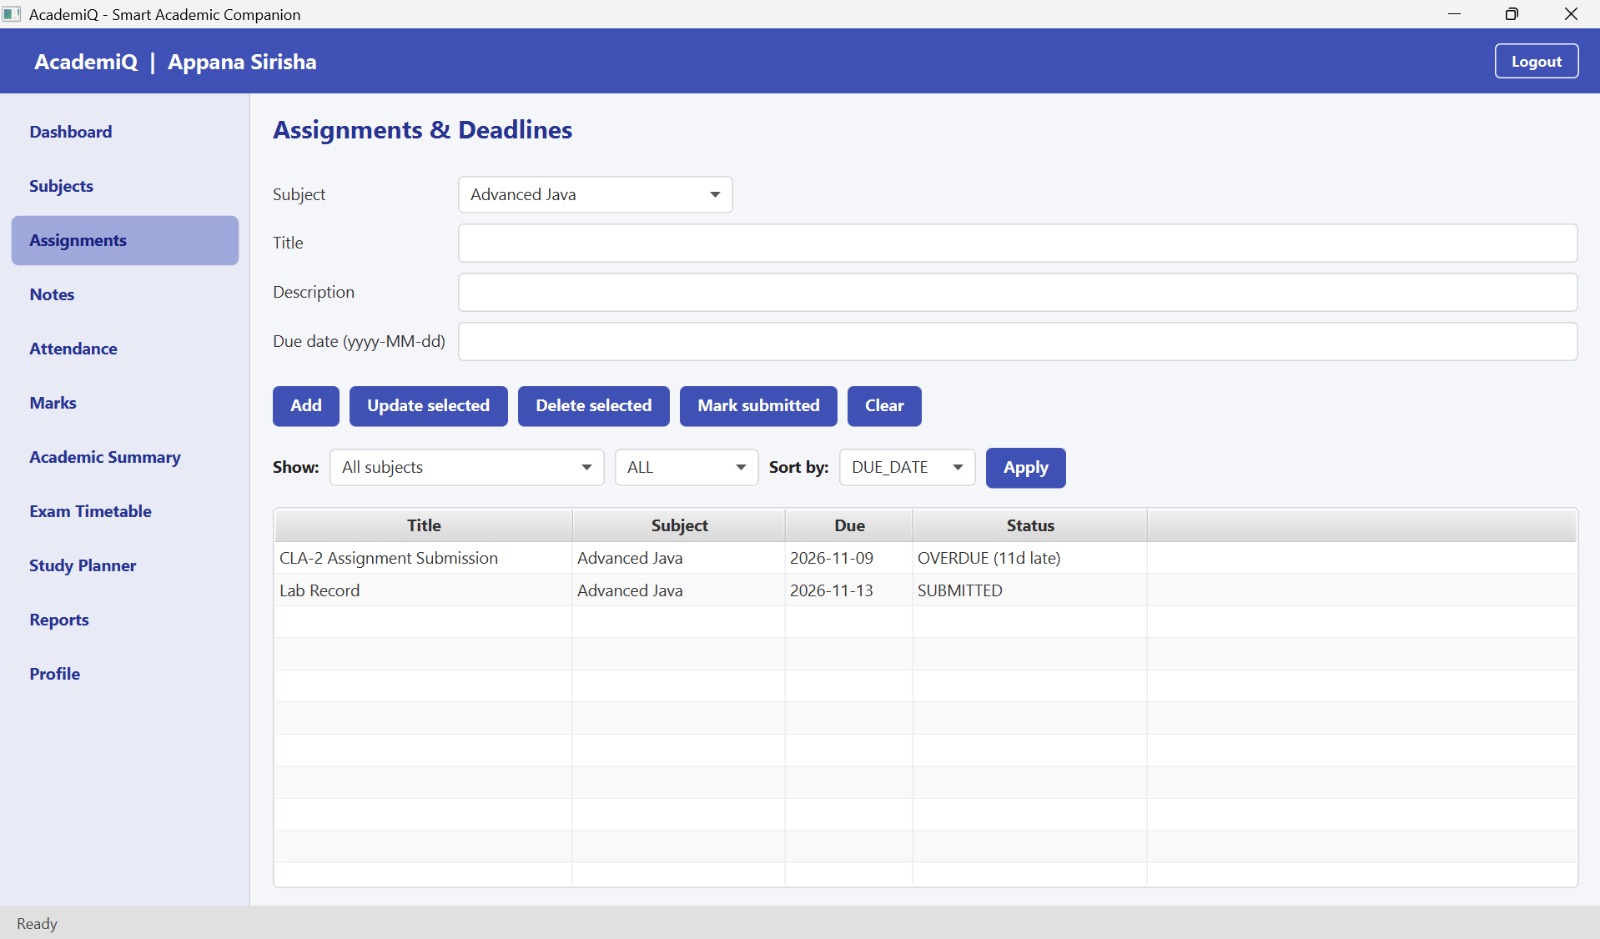 AcademiQ - Smart Academic Companion
AcademiQ | Appana Sirisha
Logout
Dashboard
Subjects
Assignments
Notes
Attendance
Marks
Academic Summary
Exam Timetable
Study Planner
Reports
Profile
Assignments & Deadlines
Subject Advanced Java
Title
Description
Due date (yyyy-MM-dd)
Add Update selected Delete selected Mark submitted Clear
Show: All subjects ALL Sort by: DUE_DATE Apply
Title Subject Due Status
CLA-2 Assignment Submission Advanced Java 2026-11-09 OVERDUE (11d late)
Lab Record Advanced Java 2026-11-13 SUBMITTED
Ready